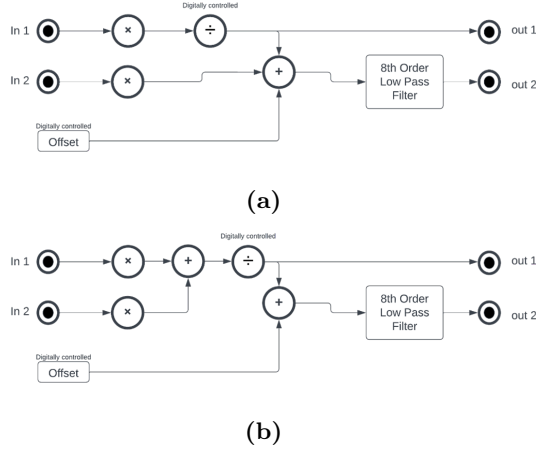 Digitally controlled
In 1
×
÷
out 1
In 2
×
+
8th Order
Low Pass
Filter
out 2
Digitally controlled
Offset
(a)
Digitally controlled
In 1
×
+
÷
out 1
In 2
×
+
8th Order
Low Pass
Filter
out 2
Digitally controlled
Offset
(b)